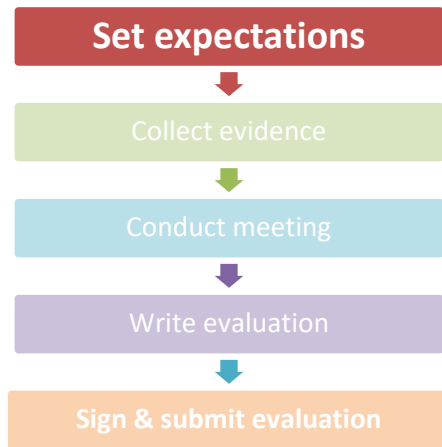 Set expectations
Collect evidence
Conduct meeting
Write evaluation
Sign & submit evaluation